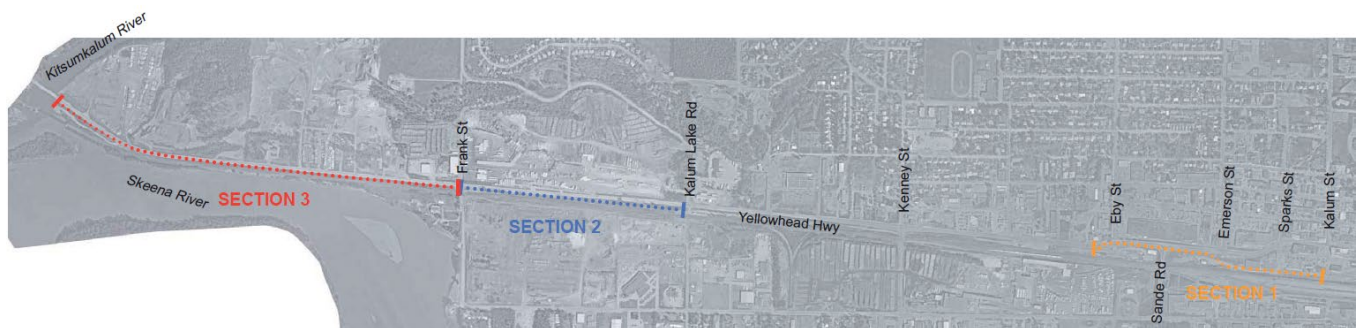 Kitsumkalum River
Skeena River
SECTION 3
Frank St
SECTION 2
Kalum Lake Rd
Yellowhead Hwy
Kenney St
Eby St
Sande Rd
SECTION 1
Emerson St
Sparks St
Kalum St